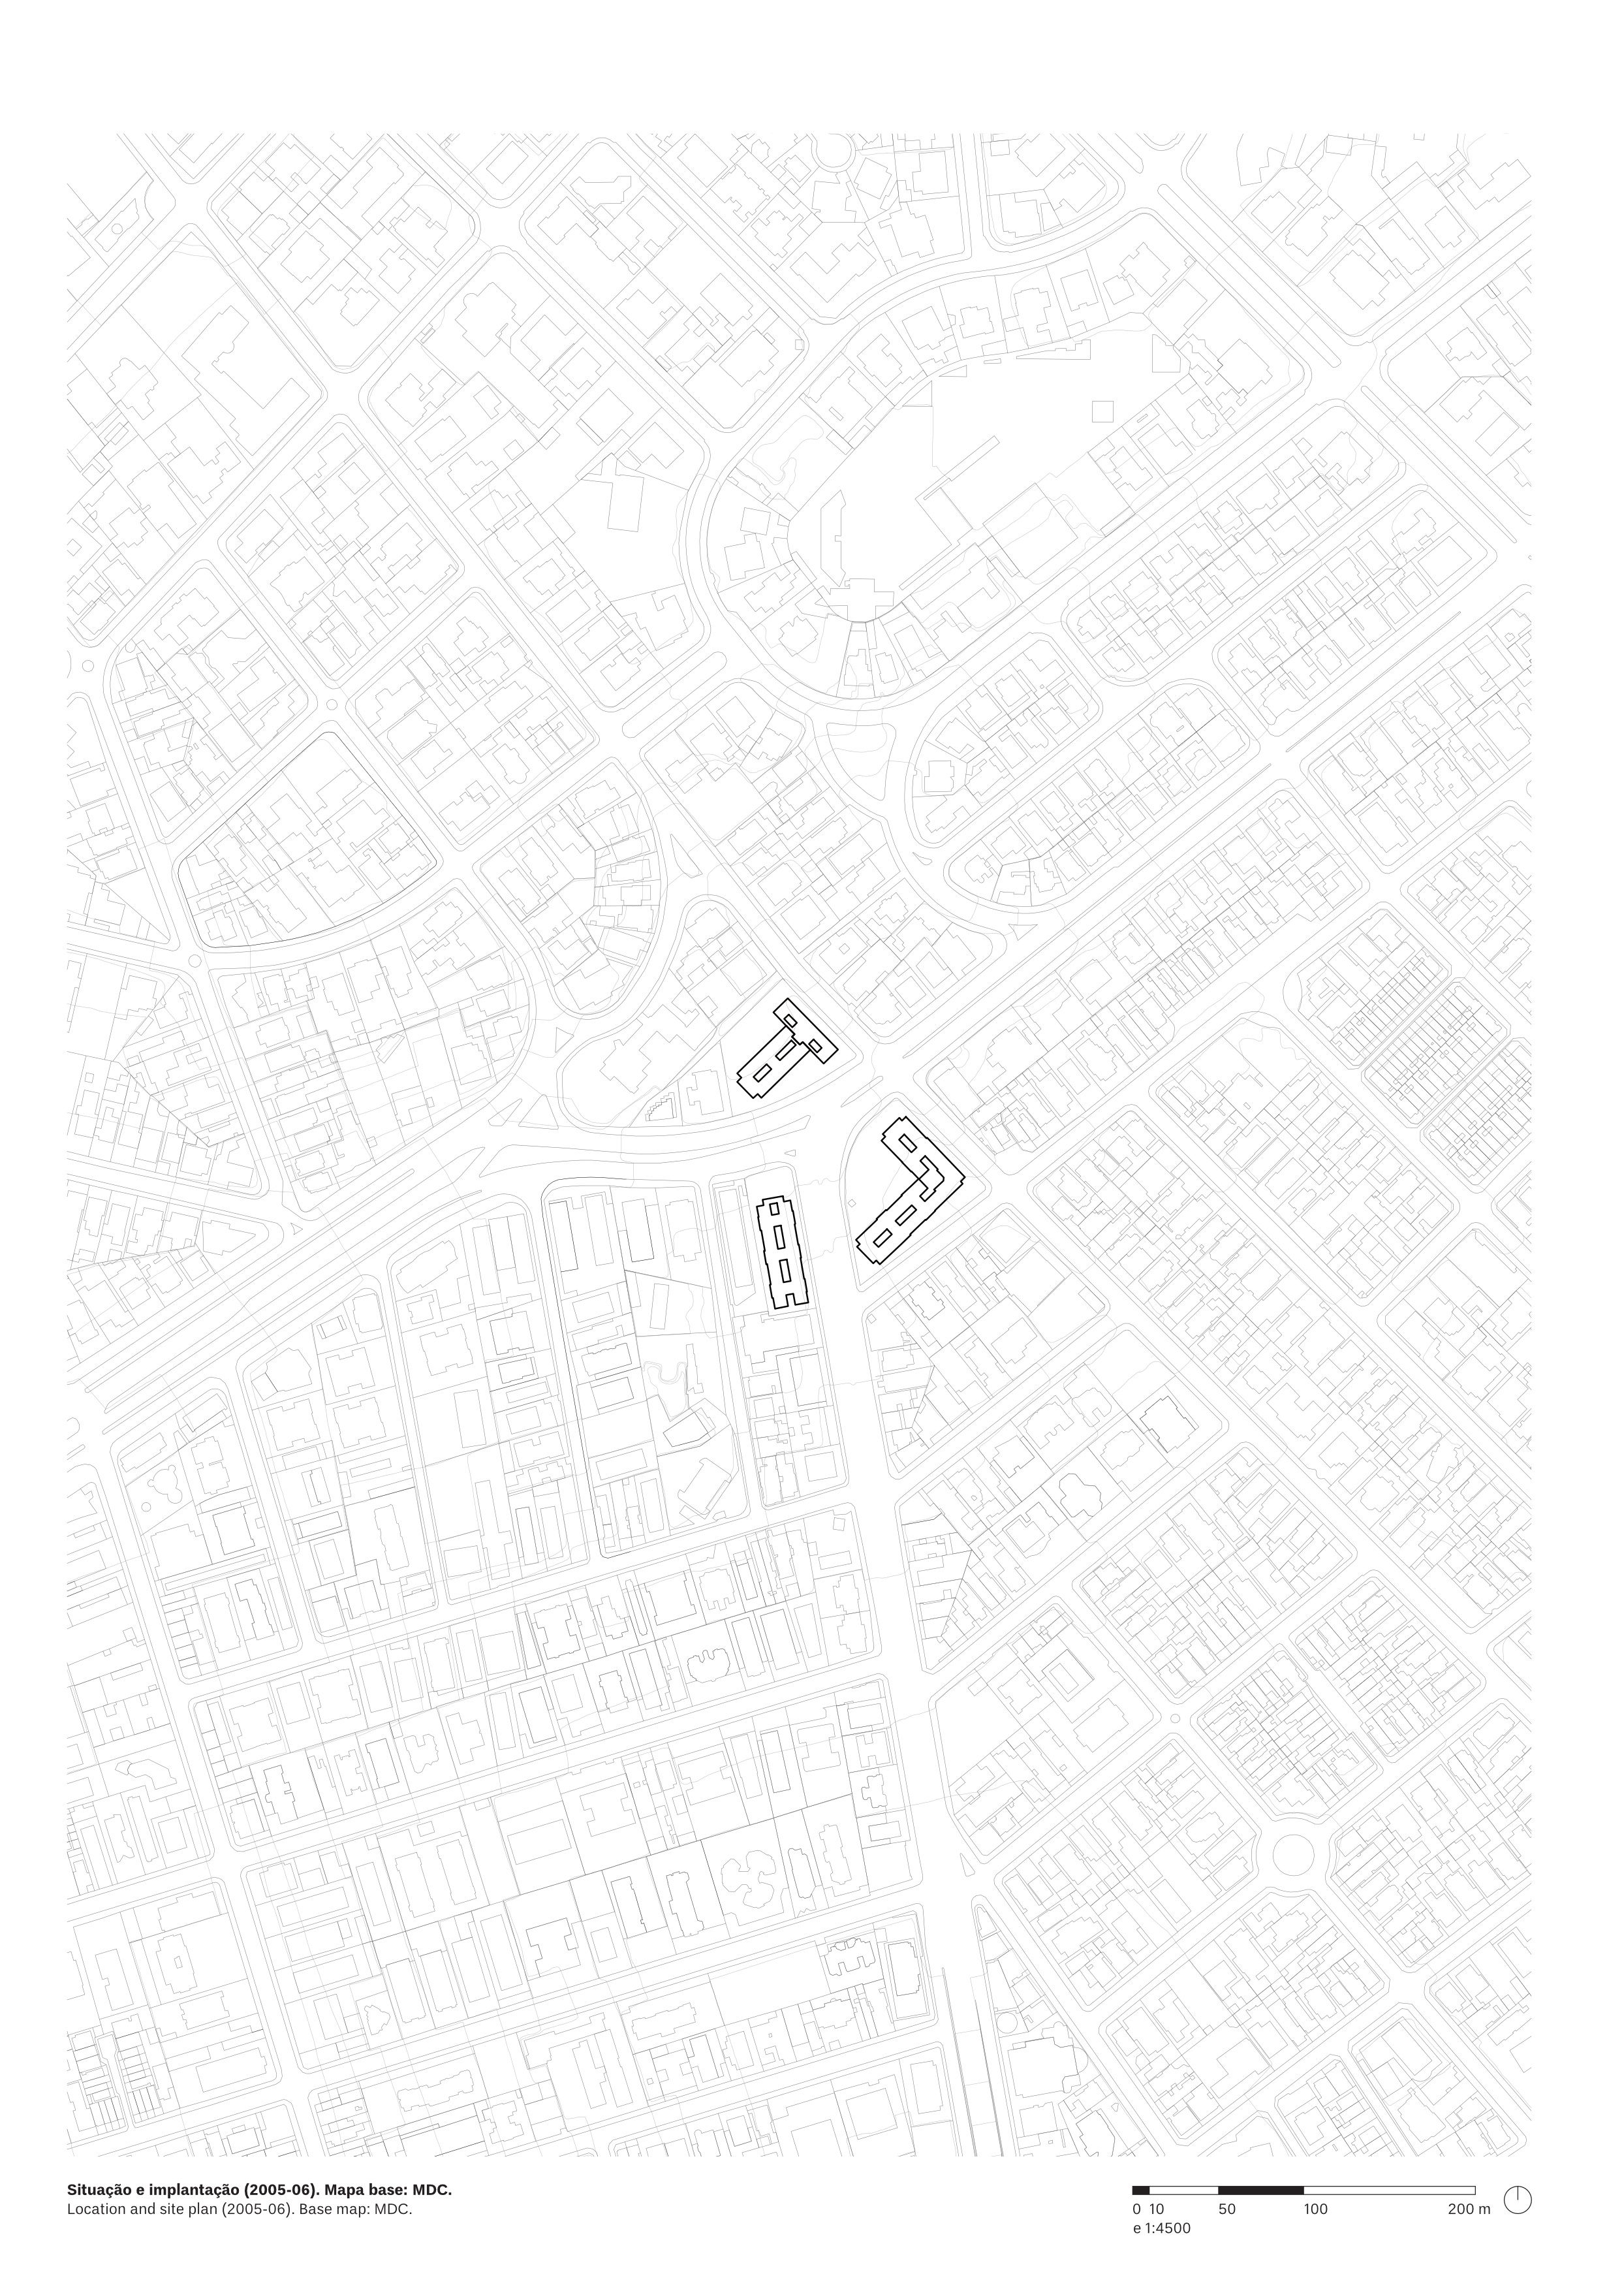 Situação e implantação (2005-06). Mapa base: MDC.
Location and site plan (2005-06). Base map: MDC.
0 10 50 100 200 m
e 1:4500